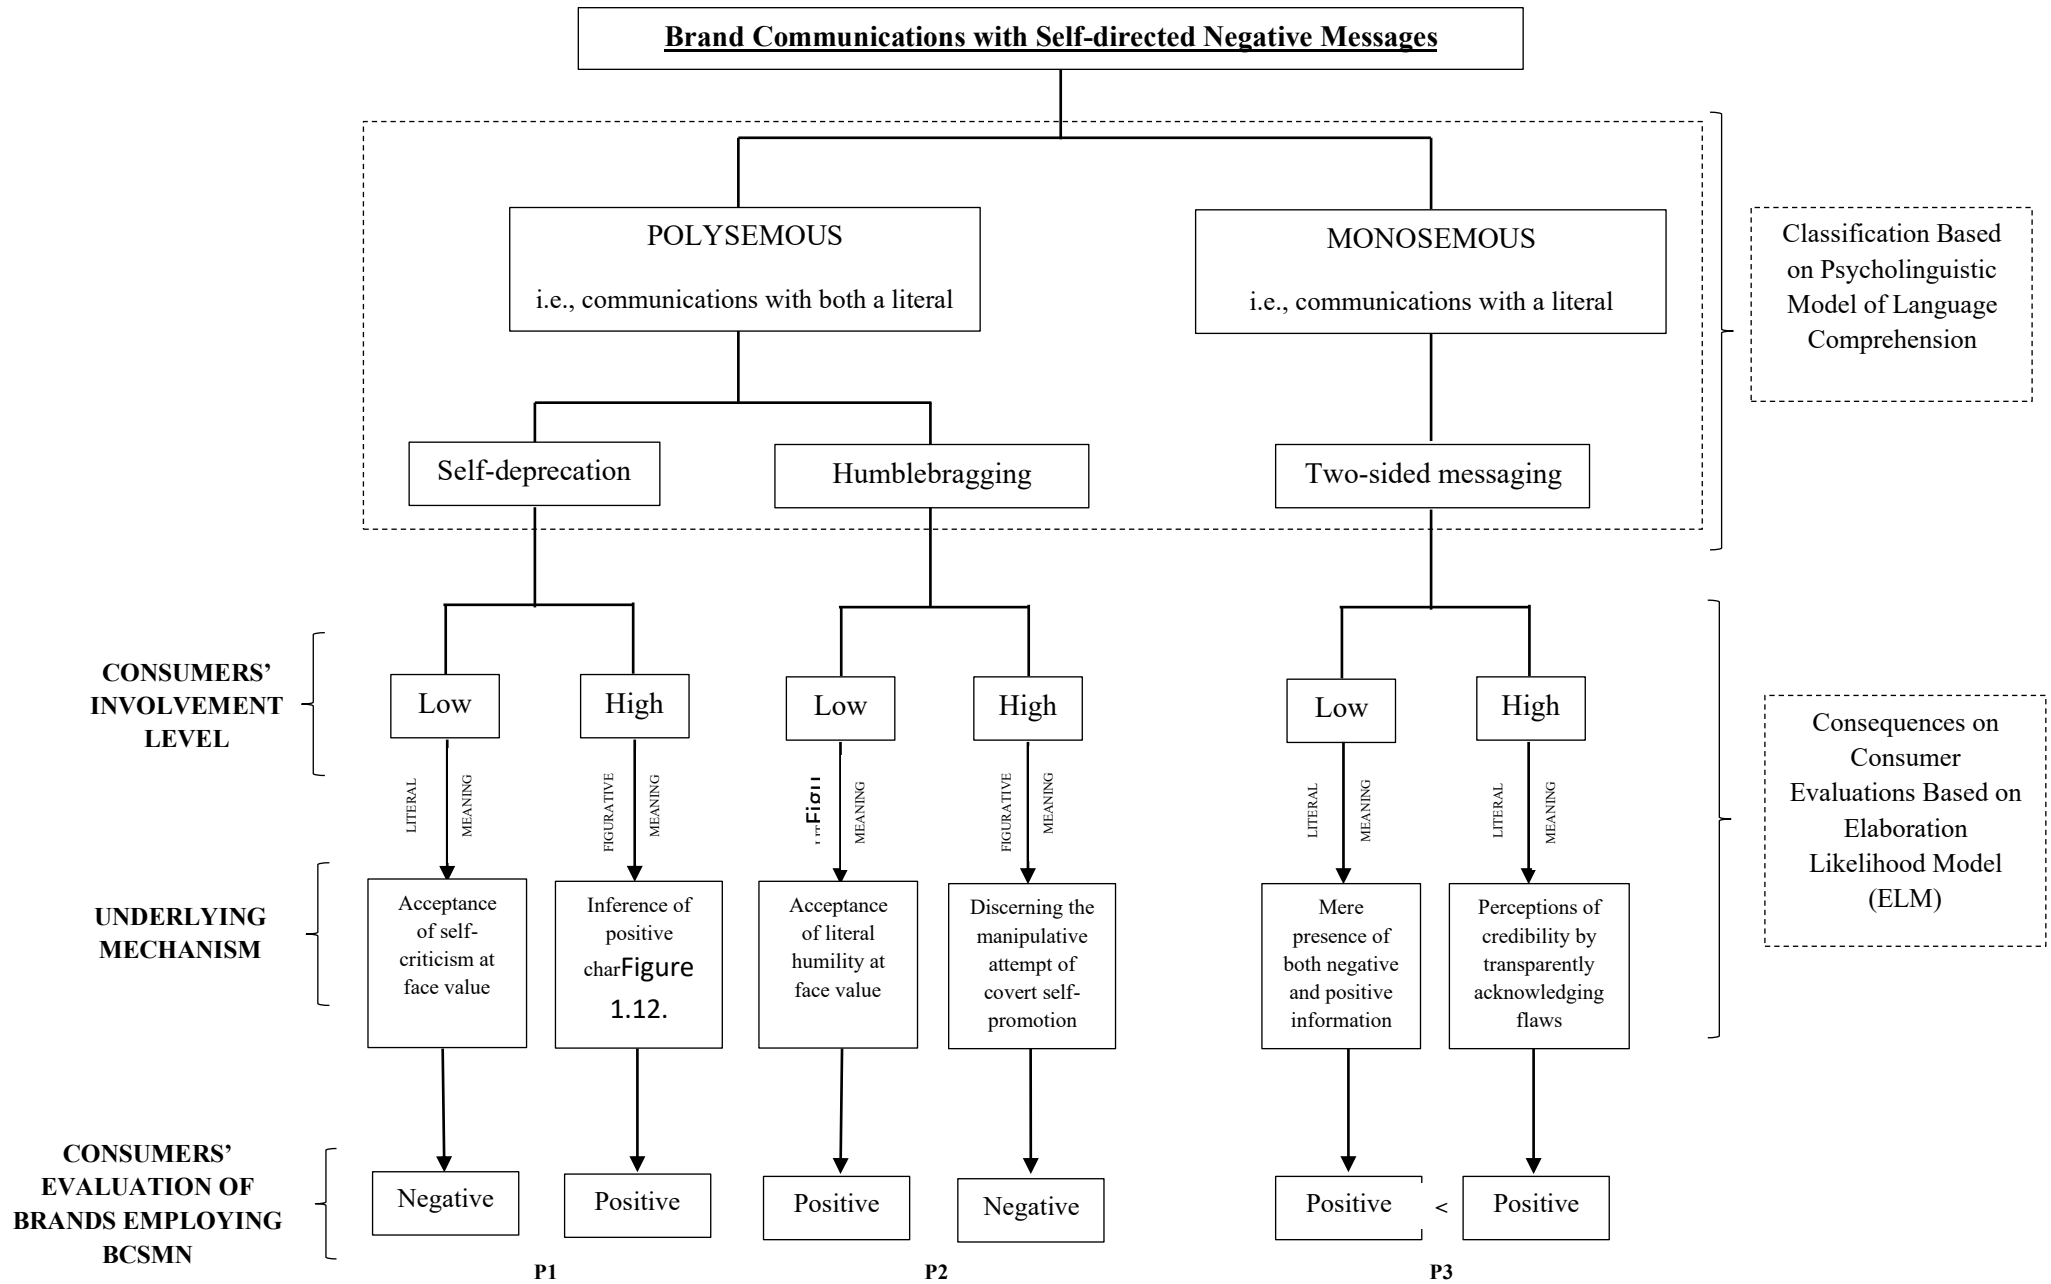 Brand Communications with Self-directed Negative Messages
POLYSEMOUS
i.e., communications with both a literal
MONOSEMOUS
i.e., communications with a literal
Classification Based
on Psycholinguistic
Model of Language
Comprehension
Self-deprecation
Humblebragging
Two-sided messaging
CONSUMERS’
INVOLVEMENT
LEVEL
Low
High
Low
High
Low
High
LITERAL
MEANING
FIGURATIVE
MEANING
MEANING
FIGURATIVE
MEANING
LITERAL
MEANING
LITERAL
MEANING
Consequences on
Consumer
Evaluations Based on
Elaboration
Likelihood Model
(ELM)
UNDERLYING
MECHANISM
Acceptance
of self-
criticism at
face value
Inference of
positive
charFigure
1.12.
Acceptance
of literal
humility at
face value
Discerning the
manipulative
attempt of
covert self-
promotion
Mere
presence of
both negative
and positive
information
Perceptions of
credibility by
transparently
acknowledging
flaws
CONSUMERS’
EVALUATION OF
BRANDS EMPLOYING
BCSMN
Negative
Positive
Positive
Negative
Positive
<
Positive
P1
P2
P3